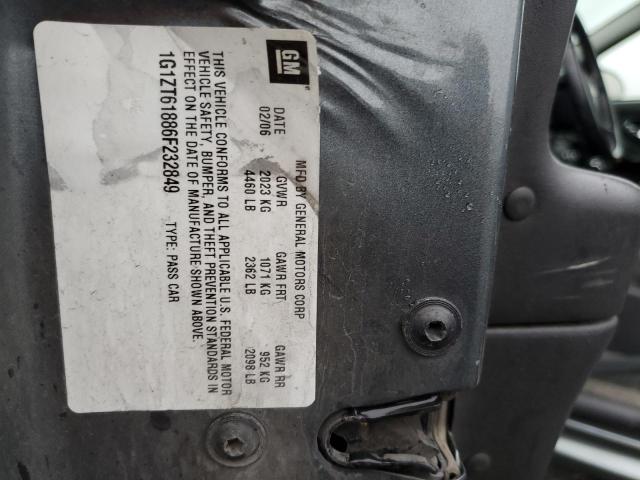 GM
MFD BY GENERAL MOTORS CORP
DATE GVWR GAWR FRT GAWR RR
02/06 2023 KG 1071 KG 952 KG
4460 LB 2362 LB 2098 LB
THIS VEHICLE CONFORMS TO ALL APPLICABLE U.S. FEDERAL MOTOR
VEHICLE SAFETY, BUMPER, AND THEFT PREVENTION STANDARDS IN
EFFECT ON THE DATE OF MANUFACTURE SHOWN ABOVE.
1G1ZT61886F232849 TYPE: PASS CAR